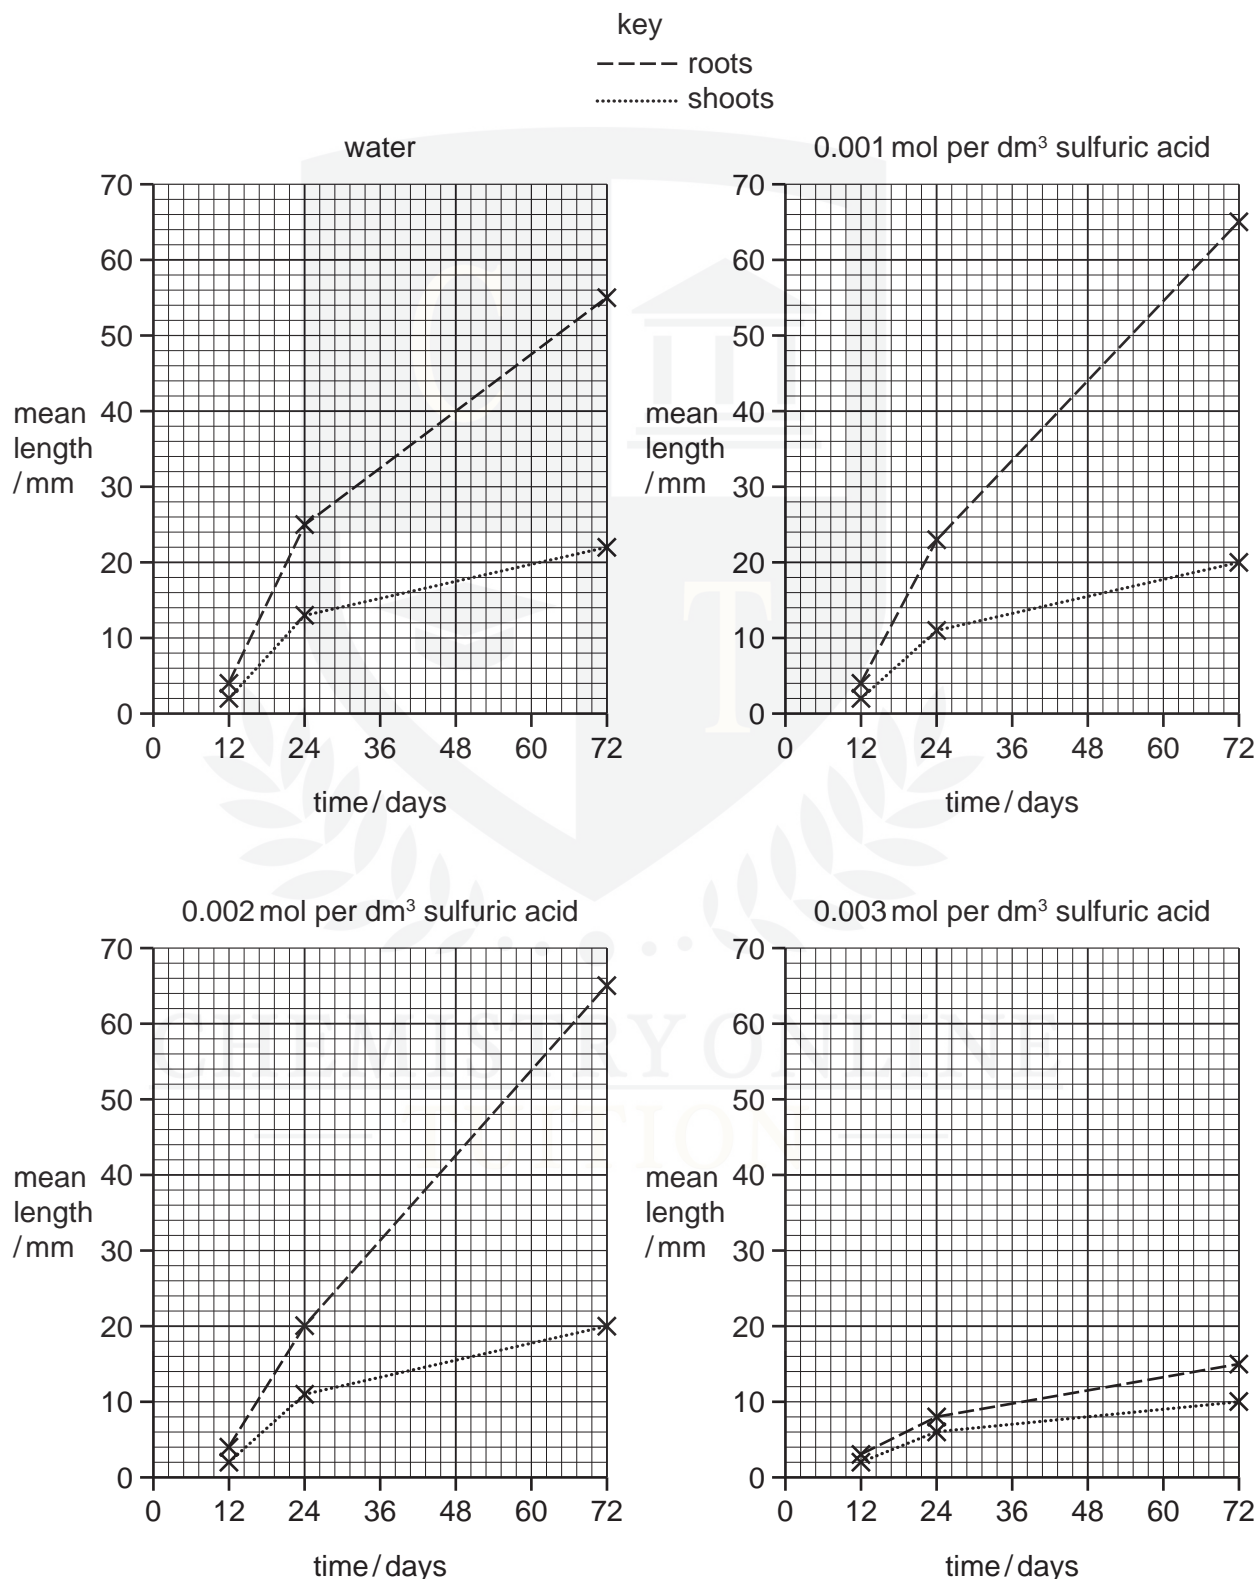 key
roots
shoots
water
70
60
50
40
30
20
10
0
mean
length
/mm
0 12 24 36 48 60 72
time/days
0.001 mol per dm³ sulfuric acid
70
60
50
40
30
20
10
0
mean
length
/mm
0 12 24 36 48 60 72
time/days
0.002 mol per dm³ sulfuric acid
70
60
50
40
30
20
10
0
mean
length
/mm
0 12 24 36 48 60 72
time/days
0.003 mol per dm³ sulfuric acid
70
60
50
40
30
20
10
0
mean
length
/mm
0 12 24 36 48 60 72
time/days
T
CHEMISTRY ONLINE
TUITION